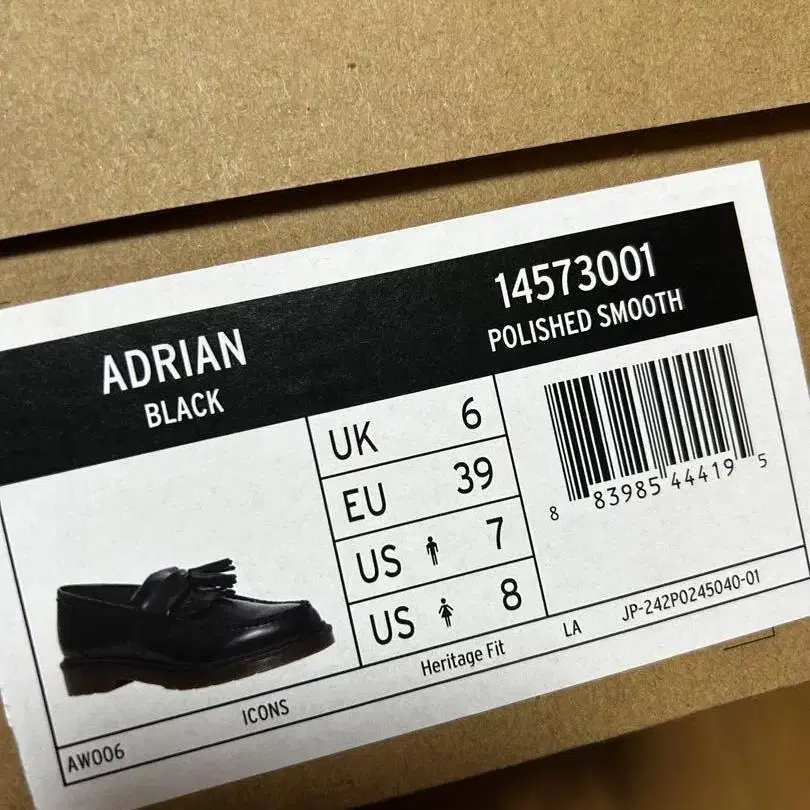 ADRIAN
BLACK
14573001
POLISHED SMOOTH
UK 6
EU 39
US 7
US 8
8 83985 44419 5
AW006
ICONS
Heritage Fit
LA
JP-242P0245040-01